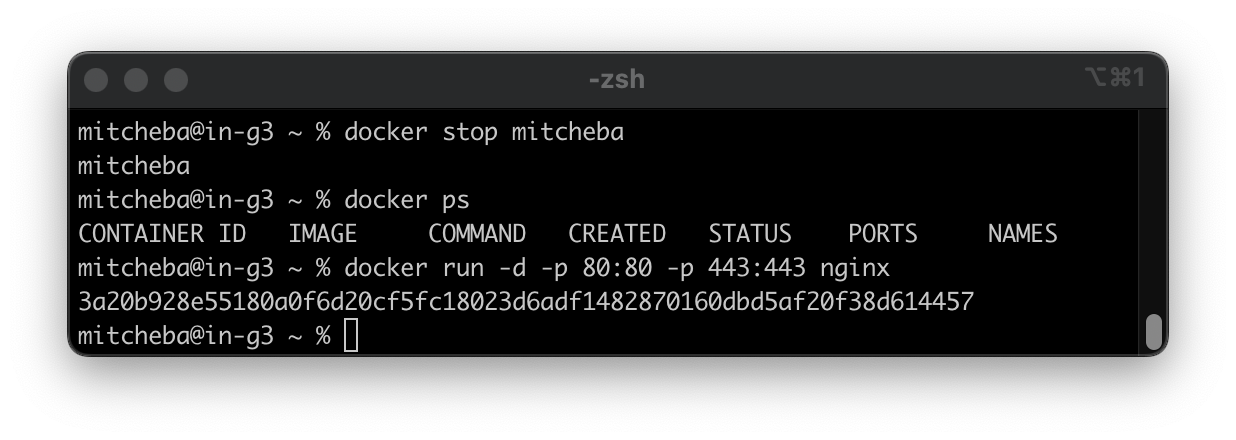 -zsh
⌥⌘1
mitcheba@in-g3 ~ % docker stop mitcheba
mitcheba
mitcheba@in-g3 ~ % docker ps
CONTAINER ID   IMAGE     COMMAND   CREATED   STATUS    PORTS     NAMES
mitcheba@in-g3 ~ % docker run -d -p 80:80 -p 443:443 nginx
3a20b928e55180a0f6d20cf5fc18023d6adf1482870160dbd5af20f38d614457
mitcheba@in-g3 ~ %